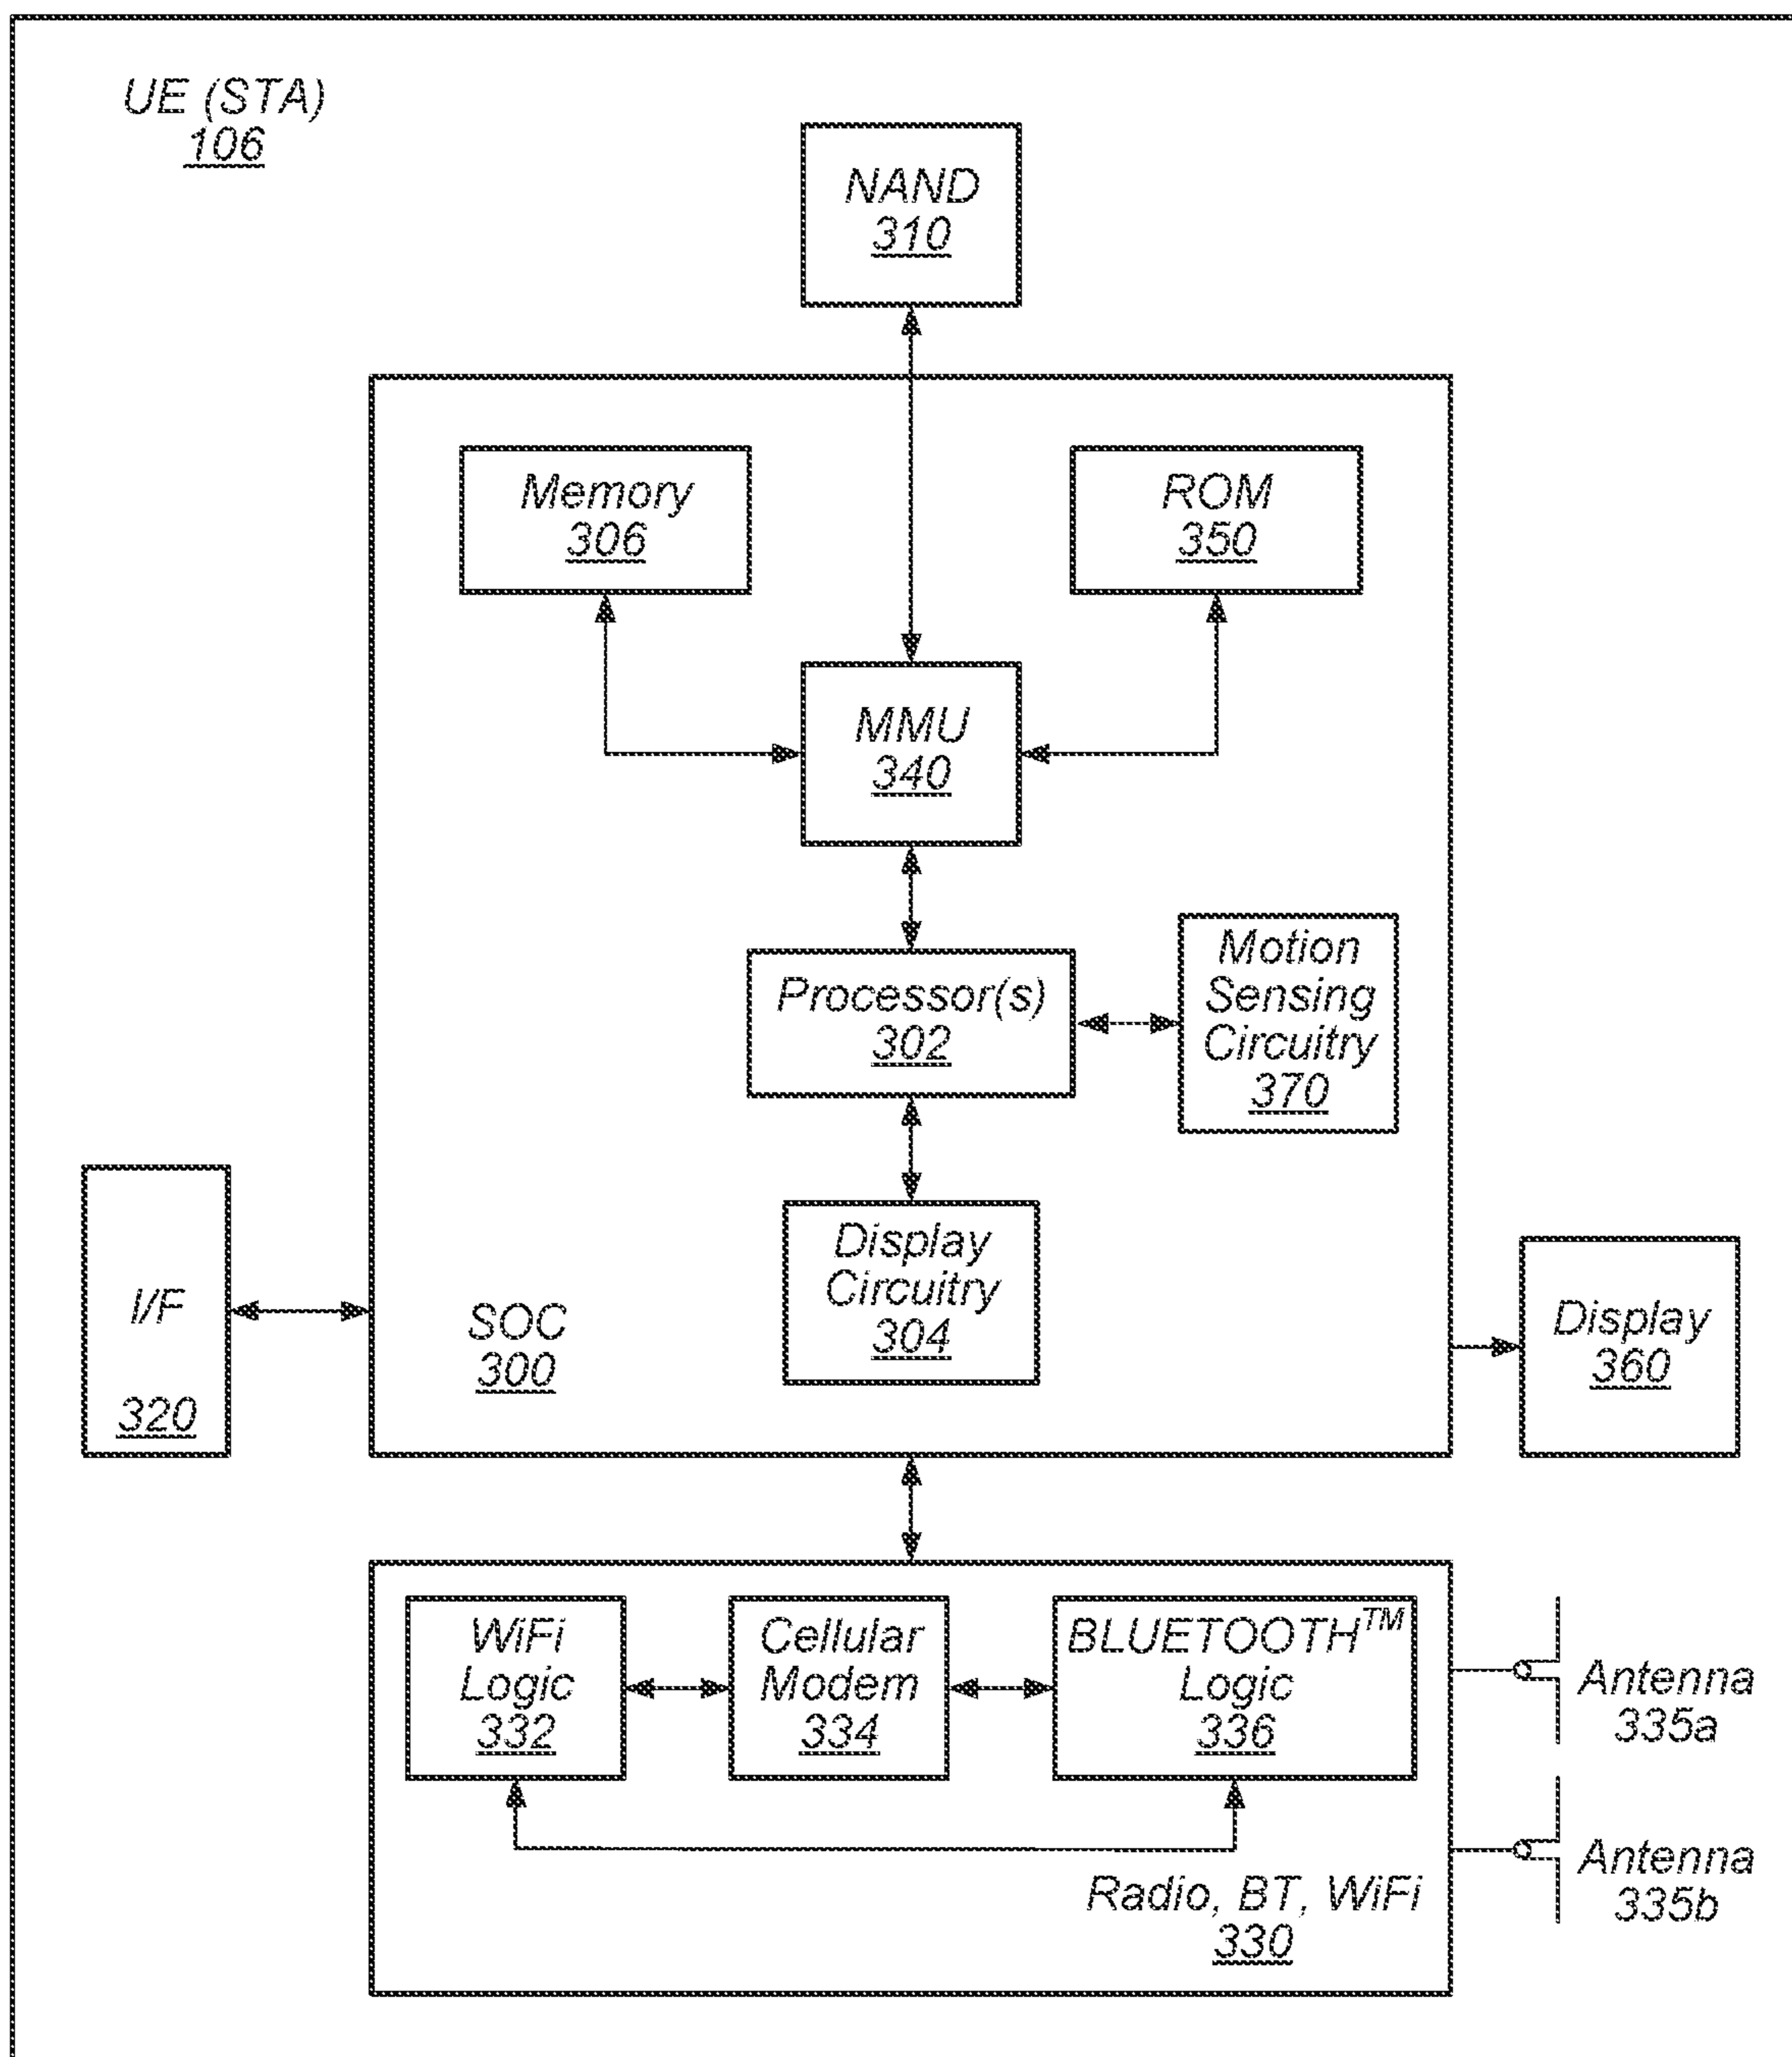 UE (STA)
106
NAND
310
Memory
306
ROM
350
MMU
340
Processor(s)
302
Motion
Sensing
Circuitry
370
Display
Circuitry
304
SOC
300
I/F
320
Display
360
WiFi
Logic
332
Cellular
Modem
334
BLUETOOTH™
Logic
336
Radio, BT, WiFi
330
Antenna
335a
Antenna
335b